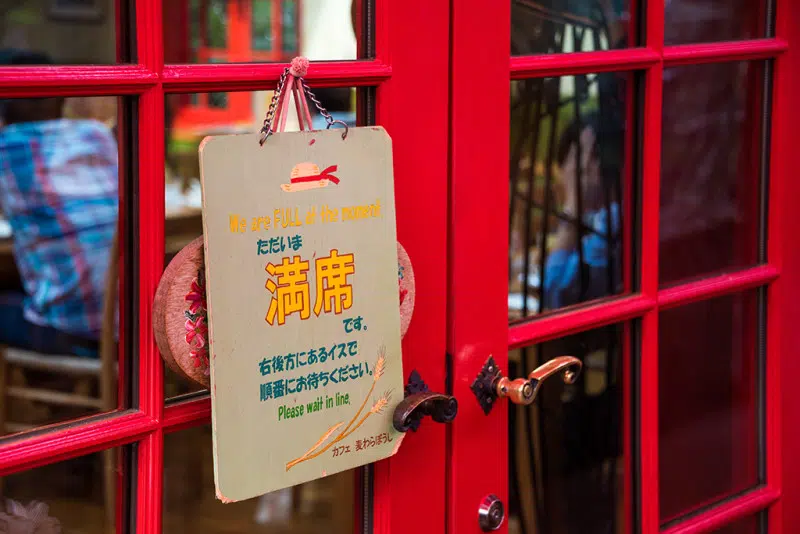 We are FULL at the moment
ただいま
満席
です。
右後方にあるイスで
順番にお待ちください。
Please wait in line.
カフェ 麦わらぼうし